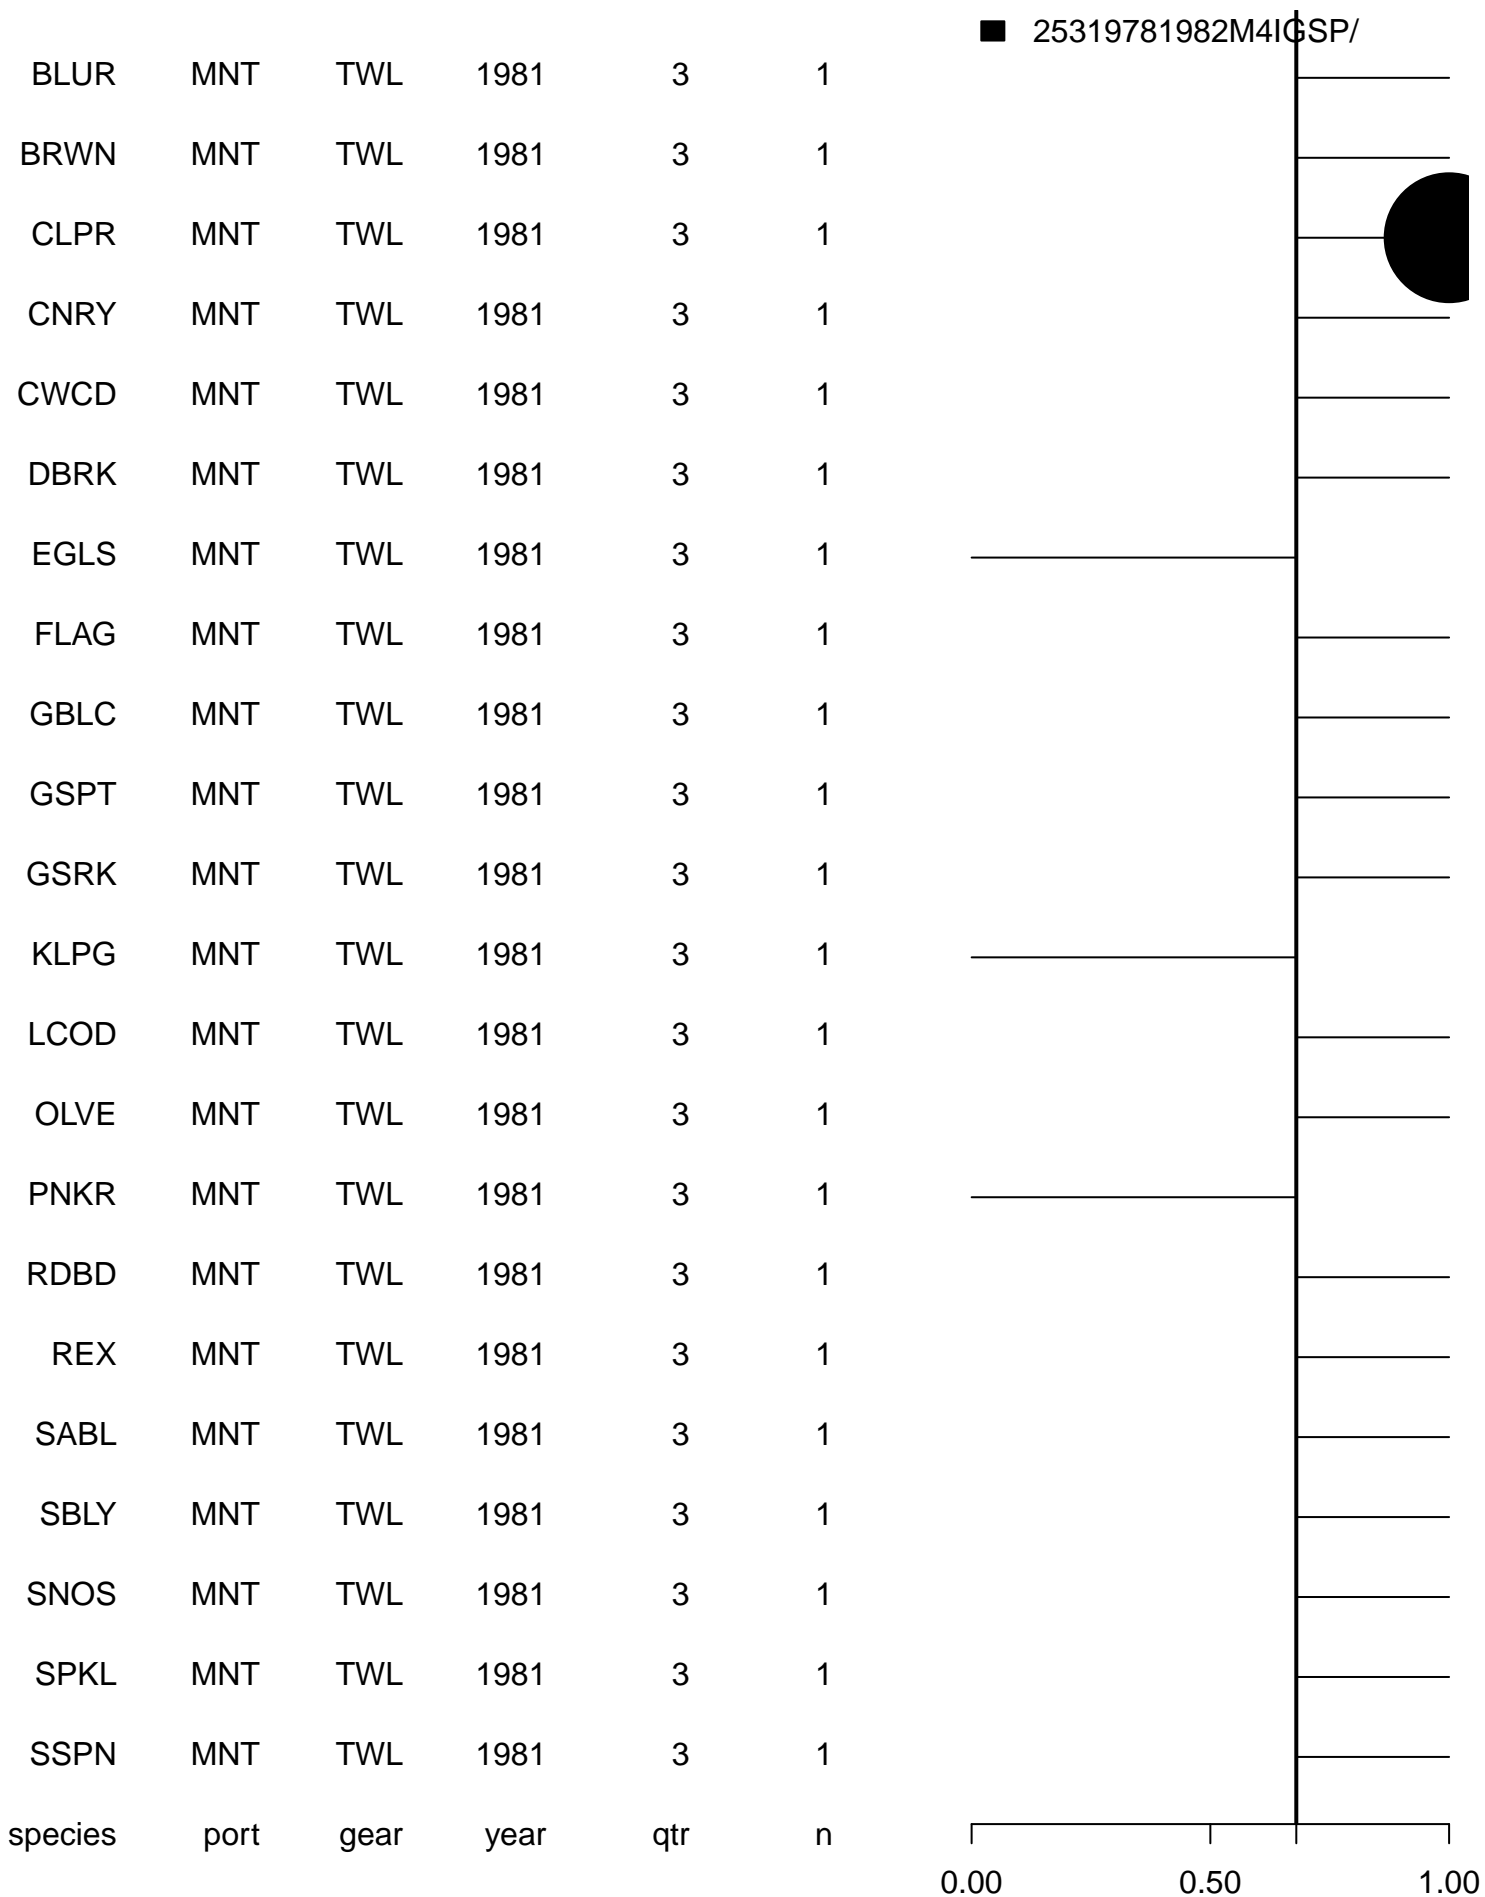 25319781982M4IGSP/
BLUR MNT TWL 1981 3 1
BRWN MNT TWL 1981 3 1
CLPR MNT TWL 1981 3 1
CNRY MNT TWL 1981 3 1
CWCD MNT TWL 1981 3 1
DBRK MNT TWL 1981 3 1
EGLS MNT TWL 1981 3 1
FLAG MNT TWL 1981 3 1
GBLC MNT TWL 1981 3 1
GSPT MNT TWL 1981 3 1
GSRK MNT TWL 1981 3 1
KLPG MNT TWL 1981 3 1
LCOD MNT TWL 1981 3 1
OLVE MNT TWL 1981 3 1
PNKR MNT TWL 1981 3 1
RDBD MNT TWL 1981 3 1
REX MNT TWL 1981 3 1
SABL MNT TWL 1981 3 1
SBLY MNT TWL 1981 3 1
SNOS MNT TWL 1981 3 1
SPKL MNT TWL 1981 3 1
SSPN MNT TWL 1981 3 1
species port gear year qtr n
0.00 0.50 1.00